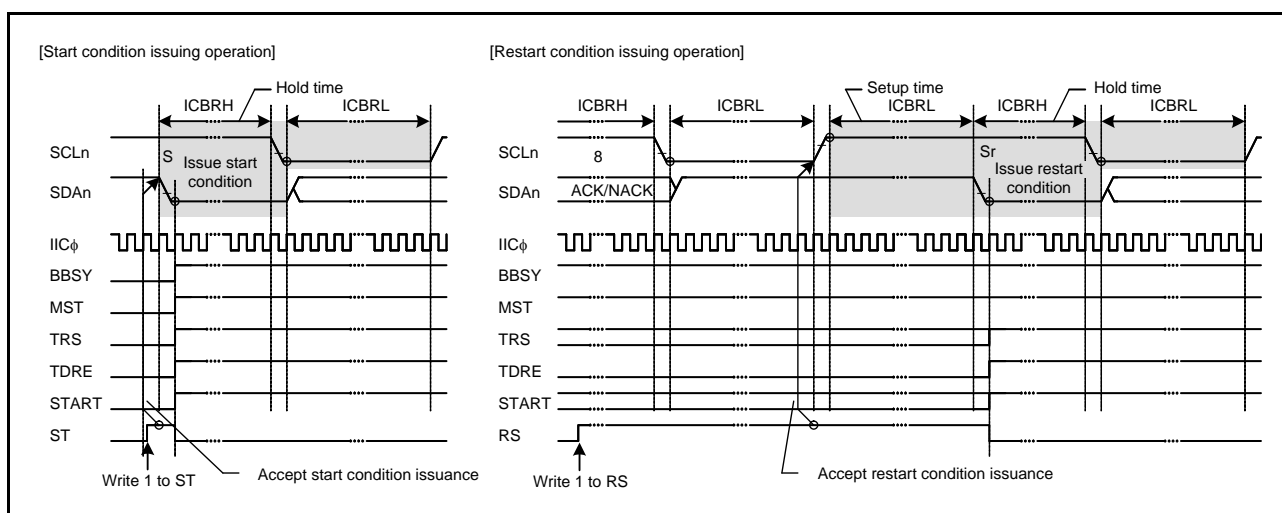 [Start condition issuing operation]
Hold time
ICBRH
ICBRL
SCLn
S
Issue start
condition
SDAn
IICϕ
BBSY
MST
TRS
TDRE
START
ST
Accept start condition issuance
Write 1 to ST
[Restart condition issuing operation]
Setup time
Hold time
ICBRH
ICBRL
ICBRL
ICBRH
ICBRL
SCLn
8
Sr
Issue restart
condition
SDAn
ACK/NACK
IICϕ
BBSY
MST
TRS
TDRE
START
RS
Accept restart condition issuance
Write 1 to RS